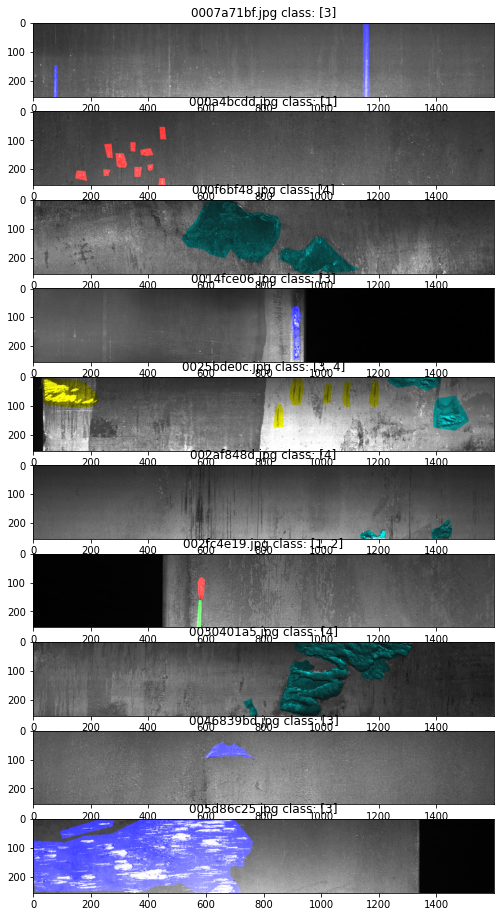 0007a71bf.jpg class: [3]
0
100
200
0 200 400 600 800 1000 1200 1400
000a4bcdd.jpg class: [1]
0
100
200
0 200 400 600 800 1000 1200 1400
000f6bf48.jpg class: [4]
0
100
200
0 200 400 600 800 1000 1200 1400
0014fce06.jpg class: [3]
0
100
200
0 200 400 600 800 1000 1200 1400
0025bde0c.jpg class: [3, 4]
0
100
200
0 200 400 600 800 1000 1200 1400
002af848d.jpg class: [4]
0
100
200
0 200 400 600 800 1000 1200 1400
002fc4e19.jpg class: [1, 2]
0
100
200
0 200 400 600 800 1000 1200 1400
0030401a5.jpg class: [4]
0
100
200
0 200 400 600 800 1000 1200 1400
0046839bd.jpg class: [3]
0
100
200
0 200 400 600 800 1000 1200 1400
005d86c25.jpg class: [3]
0
100
200
0 200 400 600 800 1000 1200 1400